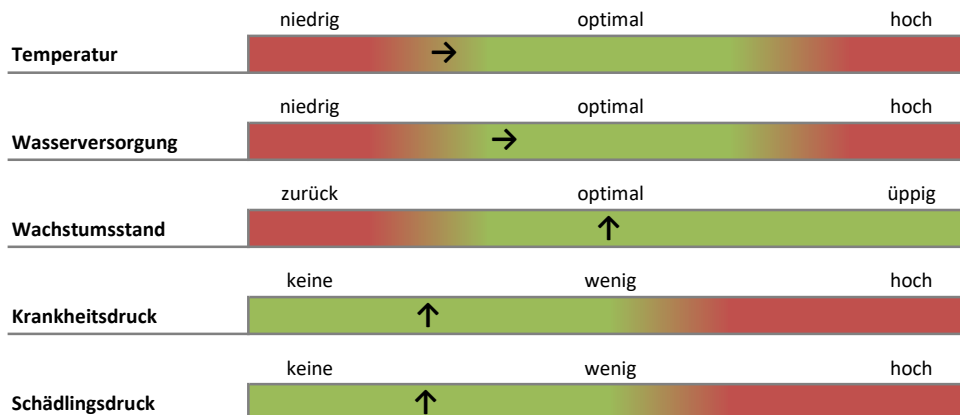 niedrig optimal hoch
Temperatur
niedrig optimal hoch
Wasserversorgung
zurück optimal üppig
Wachstumsstand
keine wenig hoch
Krankheitsdruck
keine wenig hoch
Schädlingsdruck